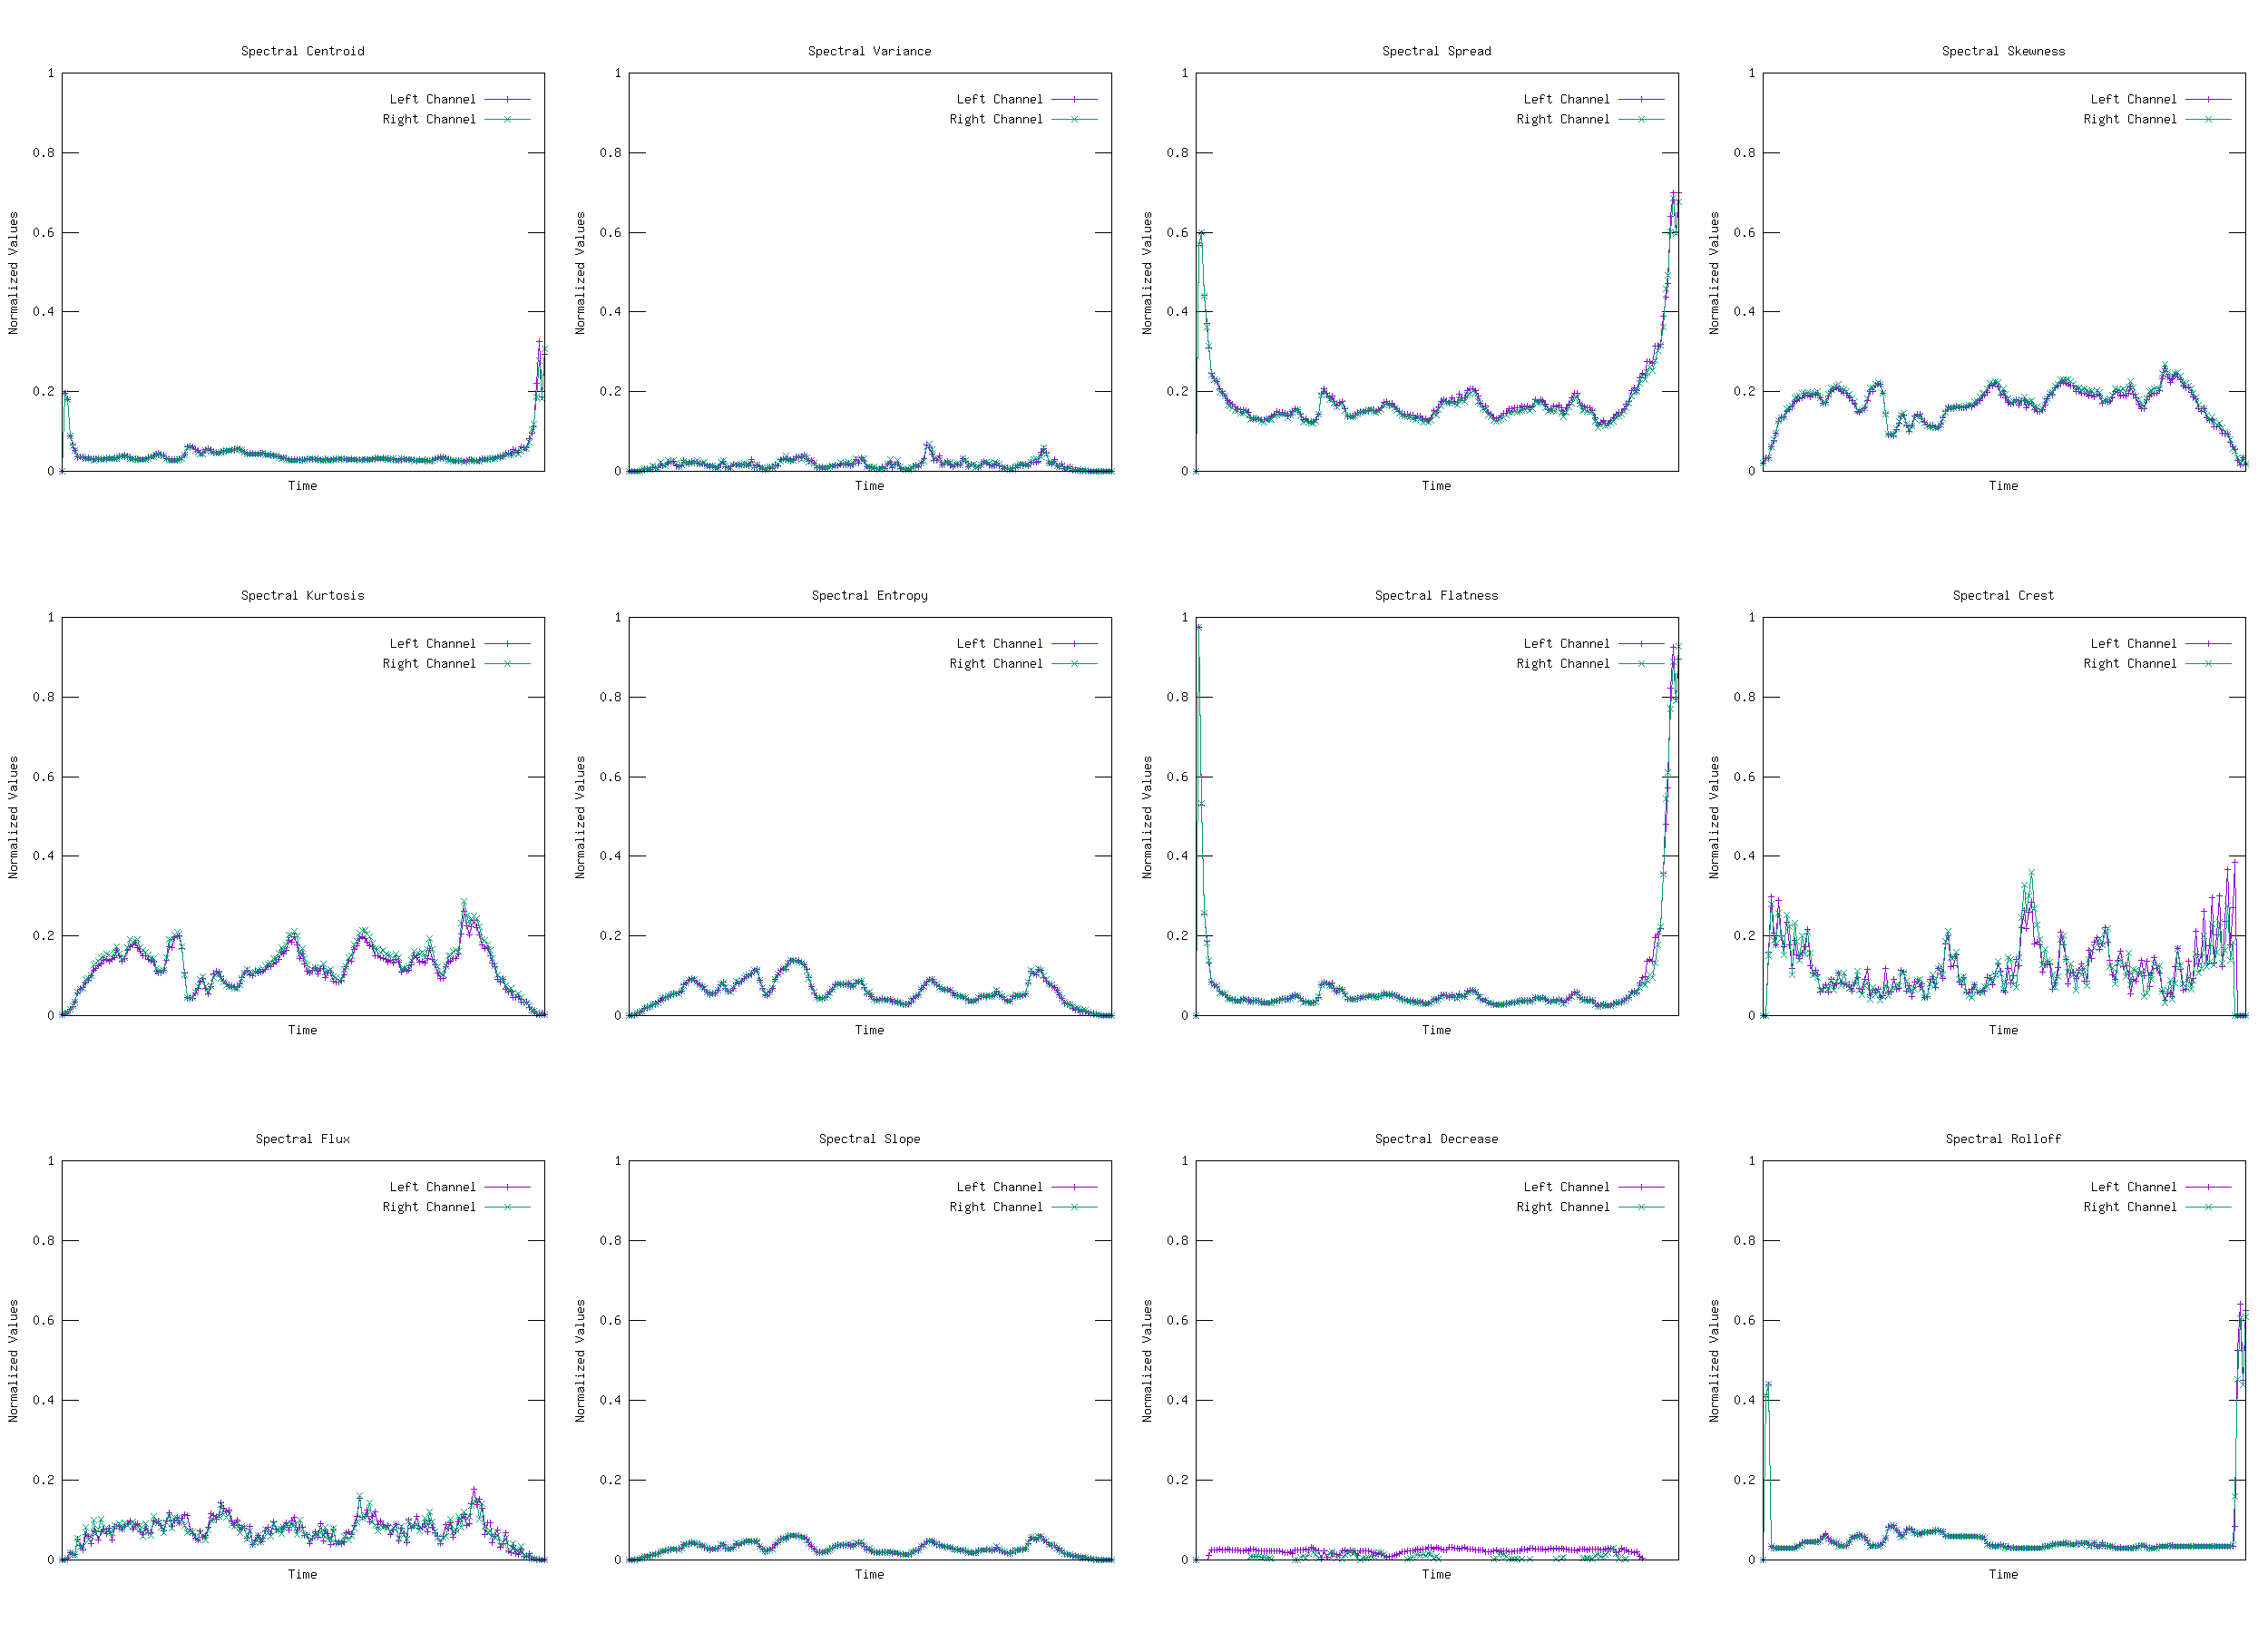 Spectral Centroid
1
0.8
0.6
0.4
0.2
0
Normalized Values
Time
Left Channel
Right Channel
Spectral Variance
1
0.8
0.6
0.4
0.2
0
Normalized Values
Time
Left Channel
Right Channel
Spectral Spread
1
0.8
0.6
0.4
0.2
0
Normalized Values
Time
Left Channel
Right Channel
Spectral Skewness
1
0.8
0.6
0.4
0.2
0
Normalized Values
Time
Left Channel
Right Channel
Spectral Kurtosis
1
0.8
0.6
0.4
0.2
0
Normalized Values
Time
Left Channel
Right Channel
Spectral Entropy
1
0.8
0.6
0.4
0.2
0
Normalized Values
Time
Left Channel
Right Channel
Spectral Flatness
1
0.8
0.6
0.4
0.2
0
Normalized Values
Time
Left Channel
Right Channel
Spectral Crest
1
0.8
0.6
0.4
0.2
0
Normalized Values
Time
Left Channel
Right Channel
Spectral Flux
1
0.8
0.6
0.4
0.2
0
Normalized Values
Time
Left Channel
Right Channel
Spectral Slope
1
0.8
0.6
0.4
0.2
0
Normalized Values
Time
Left Channel
Right Channel
Spectral Decrease
1
0.8
0.6
0.4
0.2
0
Normalized Values
Time
Left Channel
Right Channel
Spectral Rolloff
1
0.8
0.6
0.4
0.2
0
Normalized Values
Time
Left Channel
Right Channel